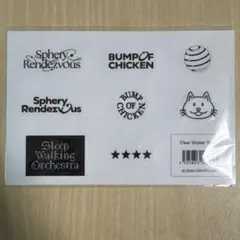 Sphery
Rendezvous
BUMP OF
CHICKEN
Sphery
Rendezvous
BUMP
OF
CHICKEN
Sleep
Walking
Orchestra
Clear Sticker